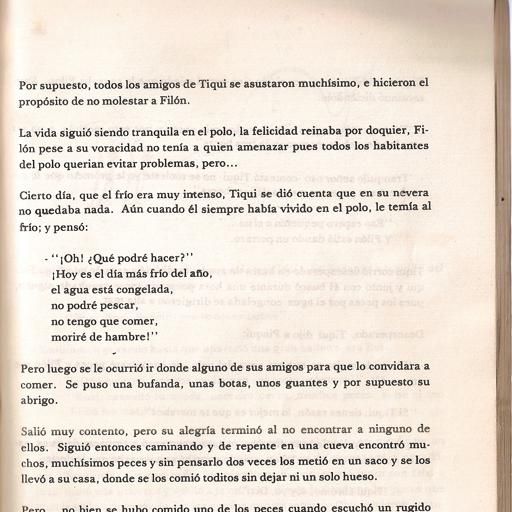 Por supuesto, todos los amigos de Tiqui se asustaron muchísimo, e hicieron el
propósito de no molestar a Filón.
La vida siguió siendo tranquila en el polo, la felicidad reinaba por doquier, Fi-
lón pese a su voracidad no tenía a quien amenazar pues todos los habitantes
del polo querian evitar problemas, pero...
Cierto día, que el frío era muy intenso, Tiqui se dió cuenta que en su nevera
no quedaba nada. Aún cuando él siempre había vivido en el polo, le temía al
frío; y pensó:
- ‘‘¡Oh! ¿Qué podré hacer?’’
¡Hoy es el día más frío del año,
el agua está congelada,
no podré pescar,
no tengo que comer,
moriré de hambre!’’
Pero luego se le ocurrió ir donde alguno de sus amigos para que lo convidara a
comer. Se puso una bufanda, unas botas, unos guantes y por supuesto su
abrigo.
Salió muy contento, pero su alegría terminó al no encontrar a ninguno de
ellos. Siguió entonces caminando y de repente en una cueva encontró mu-
chos, muchísimos peces y sin pensarlo dos veces los metió en un saco y se los
llevó a su casa, donde se los comió toditos sin dejar ni un solo hueso.
Pero... no bien se hubo comido uno de los peces cuando escuchó un rugido